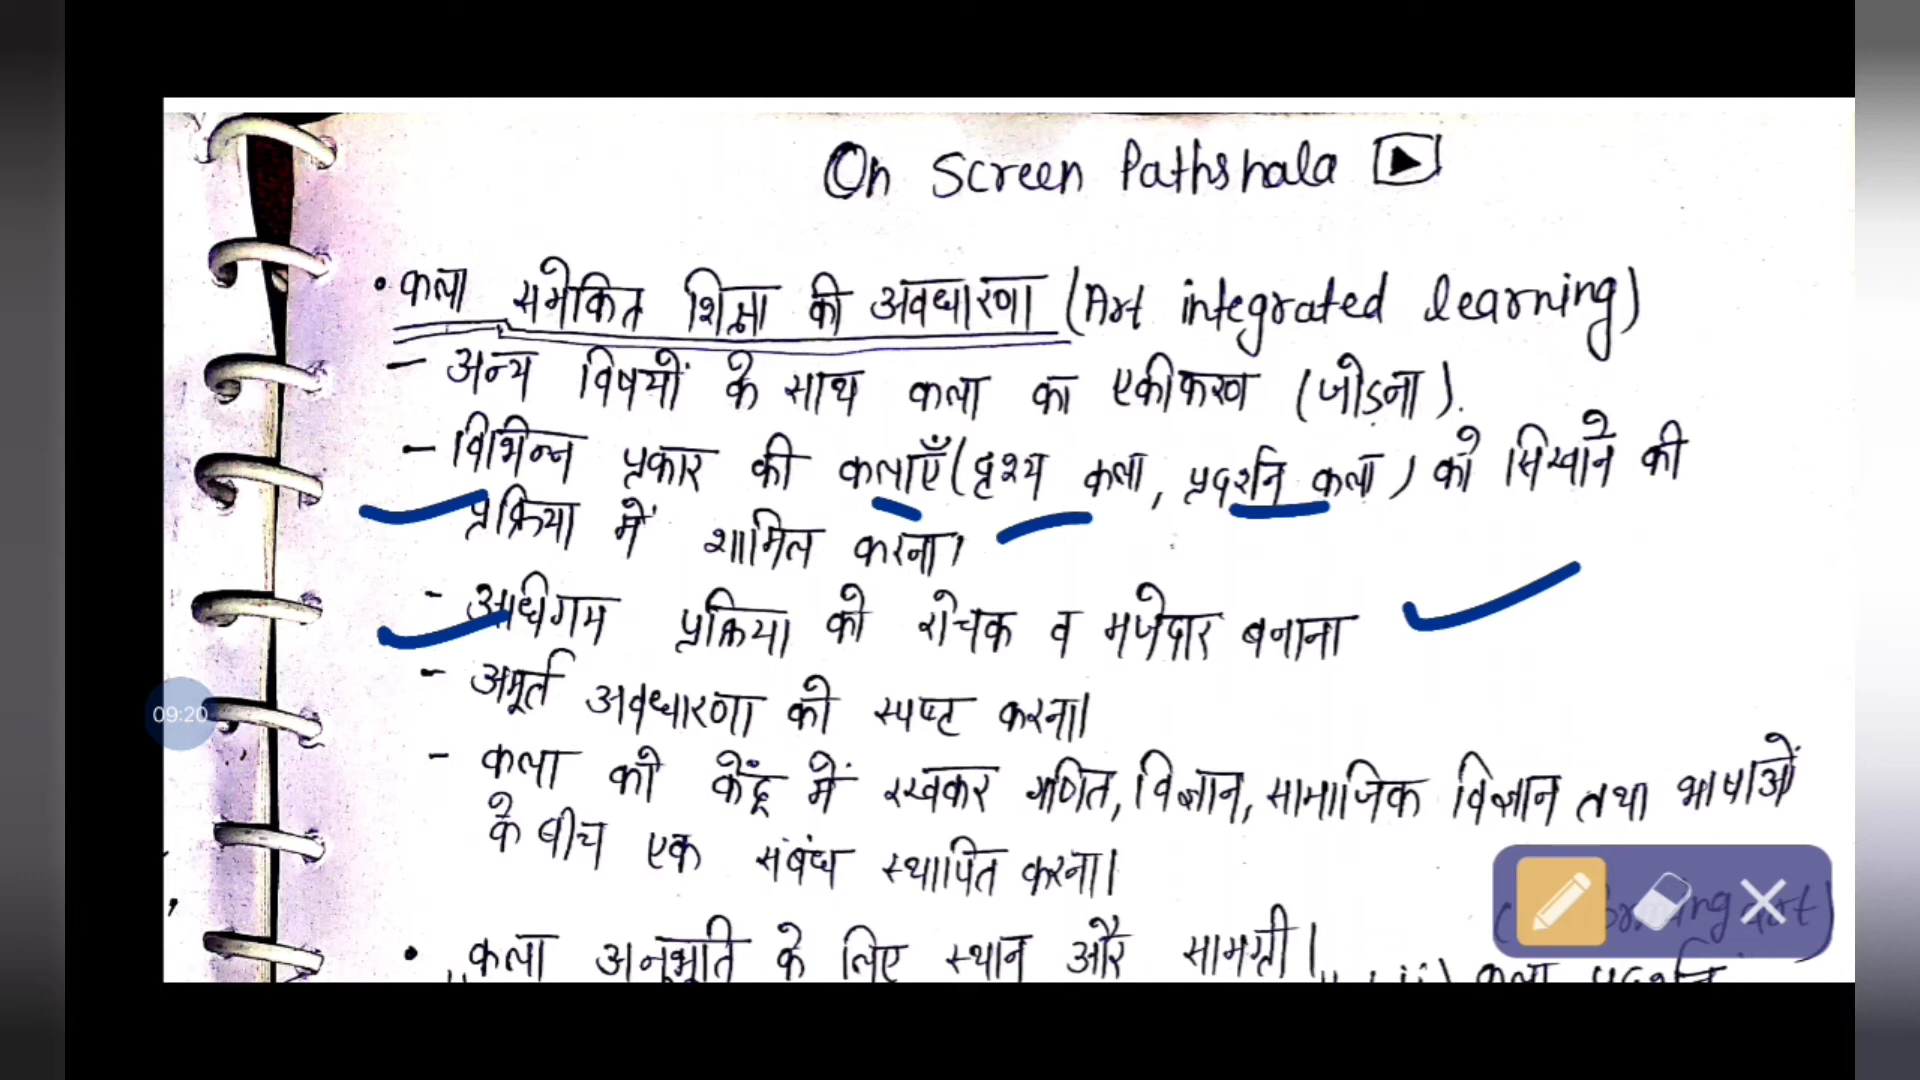 On Screen Pathshala
• कला समेकित शिक्षा की अवधारणा (Art integrated learning)
- अन्य विषयों के साथ कला का एकीकरण (जोड़ना).
- विभिन्न प्रकार की कलाएँ (दृश्य कला, प्रदर्शन कला) को सिखाने की
प्रक्रिया में शामिल करना।
- अधिगम प्रक्रिया को रोचक व मजेदार बनाना
- अमूर्त अवधारणा को स्पष्ट करना।
09:20
- कला को केंद्र में रखकर गणित, विज्ञान, सामाजिक विज्ञान तथा भाषाओं
के बीच एक संबंध स्थापित करना।
• कला अनुभूति के लिए स्थान और सामग्री।